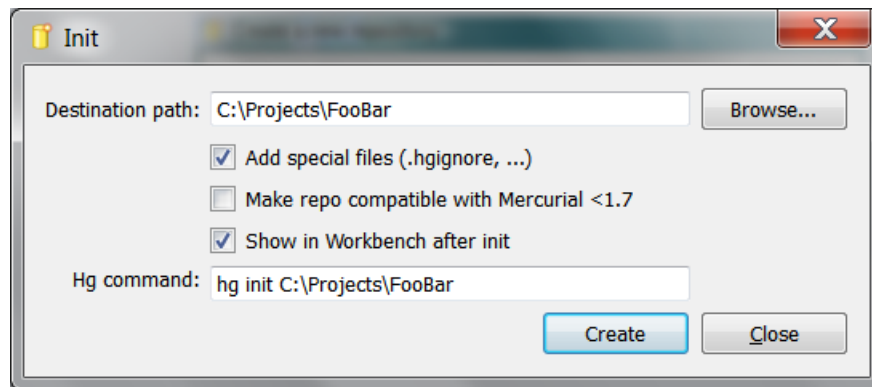 Init
Destination path: C:\Projects\FooBar Browse...
Add special files (.hgignore, ...)
Make repo compatible with Mercurial <1.7
Show in Workbench after init
Hg command: hg init C:\Projects\FooBar
Create Close